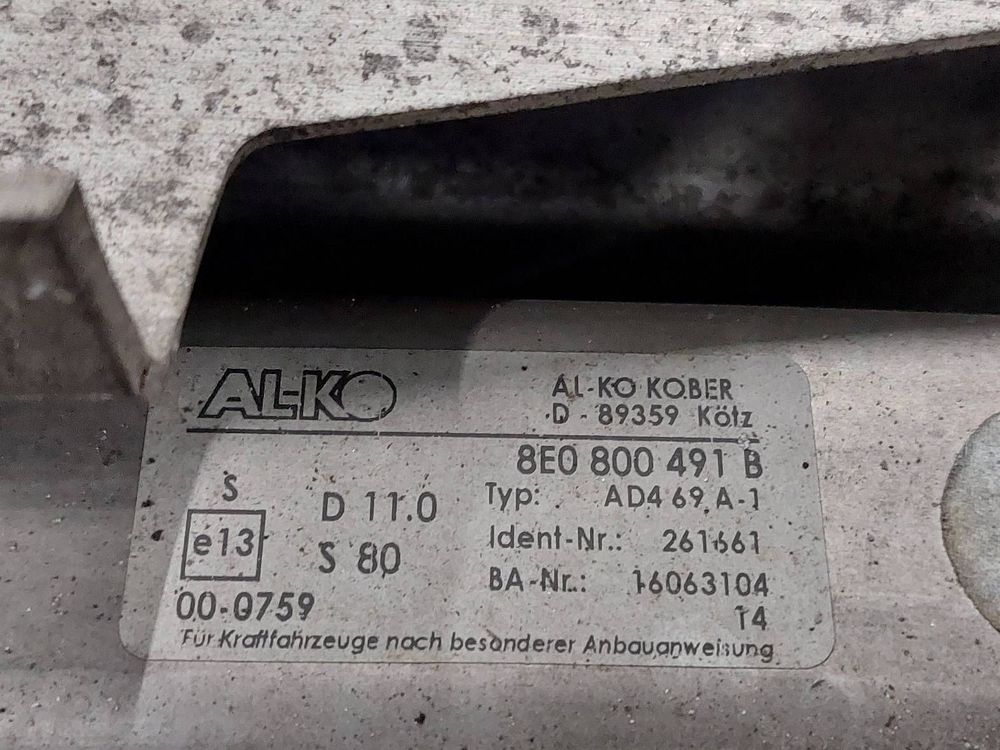 AL-KO
AL-KO KOBER
D - 89359 Kötz
8E0 800 491 B
S
D 11.0
Typ: AD4 69 A-1
e13
S 80
Ident-Nr.: 261661
00-0759
BA-Nr.: 16063104
14
Für Kraftfahrzeuge nach besonderer Anbauanweisung